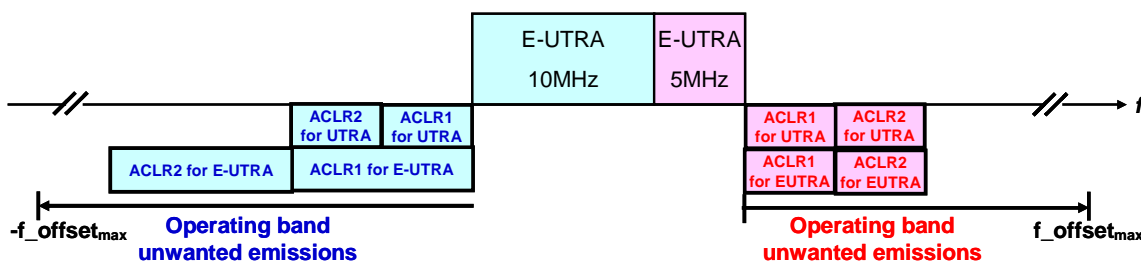 E-UTRA
10MHz
E-UTRA
5MHz
f
ACLR2
for UTRA
ACLR1
for UTRA
ACLR1
for UTRA
ACLR2
for UTRA
ACLR2 for E-UTRA
ACLR1 for E-UTRA
ACLR1
for EUTRA
ACLR2
for EUTRA
-f_offsetmax
Operating band
unwanted emissions
Operating band
unwanted emissions
f_offsetmax